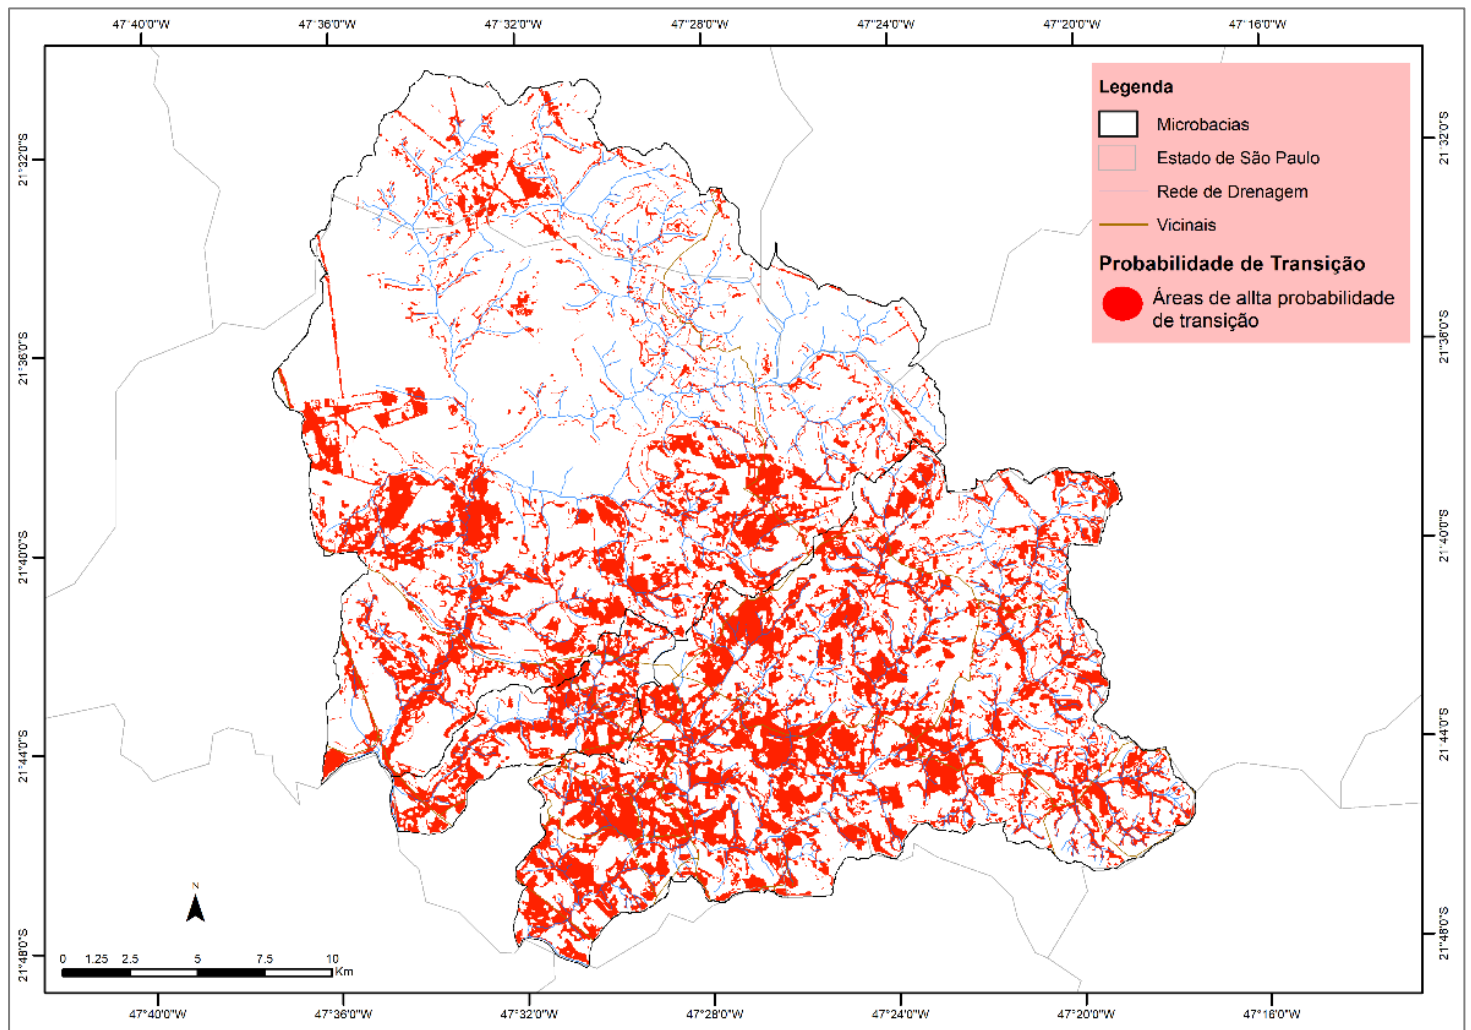 47°40'0"W 47°36'0"W 47°32'0"W 47°28'0"W 47°24'0"W 47°20'0"W 47°16'0"W
Legenda
Microbacias
Estado de São Paulo
Rede de Drenagem
Vicinais
Probabilidade de Transição
Áreas de allta probabilidade
de transição
21°32'0"S
21°36'0"S
21°40'0"S
21°44'0"S
21°48'0"S
21°32'0"S
21°38'0"S
21°40'0"S
21°44'0"S
21°48'0"S
N
0 1.25 2.5 5 7.5 10
Km
47°40'0"W 47°36'0"W 47°32'0"W 47°28'0"W 47°24'0"W 47°20'0"W 47°16'0"W